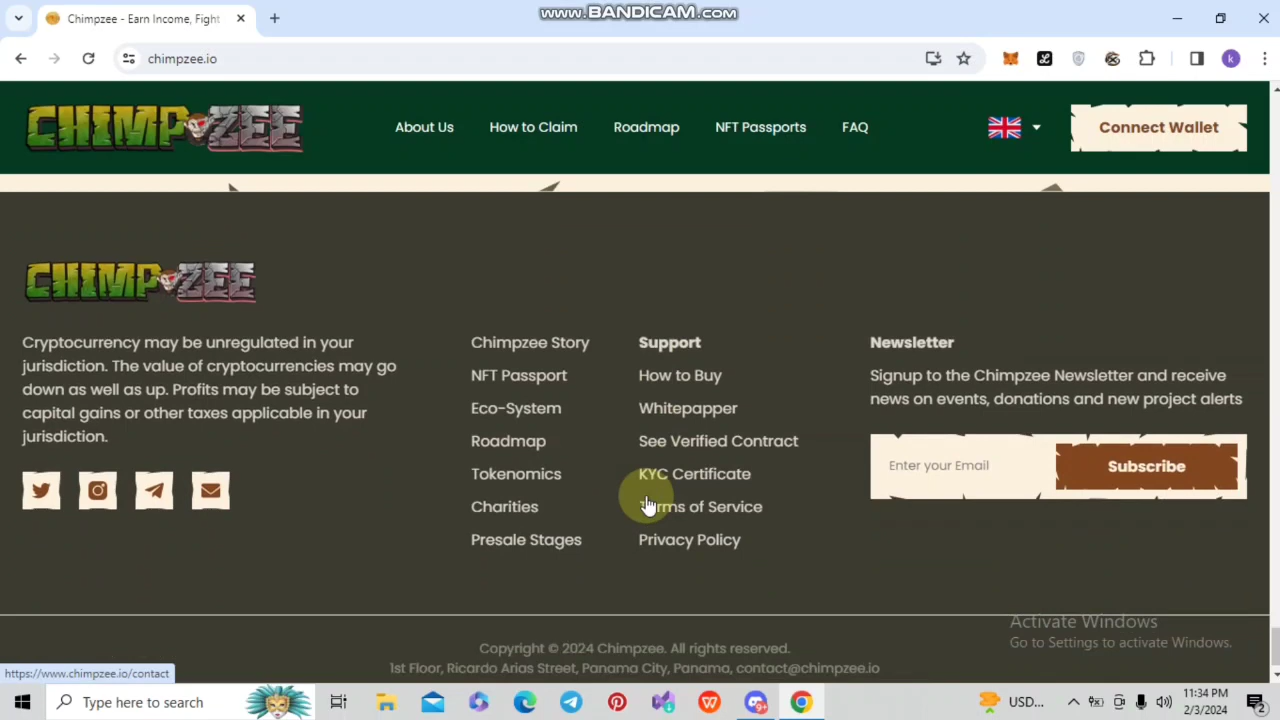 www.BANDICAM.com
Chimpzee - Earn Income, Fight
chimpzee.io
k
CHIMPZEE
About Us
How to Claim
Roadmap
NFT Passports
FAQ
Connect Wallet
CHIMPZEE
Cryptocurrency may be unregulated in your
jurisdiction. The value of cryptocurrencies may go
down as well as up. Profits may be subject to
capital gains or other taxes applicable in your
jurisdiction.
Chimpzee Story
NFT Passport
Eco-System
Roadmap
Tokenomics
Charities
Presale Stages
Support
How to Buy
Whitepapper
See Verified Contract
KYC Certificate
Terms of Service
Privacy Policy
Newsletter
Signup to the Chimpzee Newsletter and receive
news on events, donations and new project alerts
Enter your Email
Subscribe
Activate Windows
Go to Settings to activate Windows.
Copyright © 2024 Chimpzee. All rights reserved.
1st Floor, Ricardo Arias Street, Panama City, Panama, contact@chimpzee.io
https://www.chimpzee.io/contact
Type here to search
USD...
11:34 PM
2/3/2024